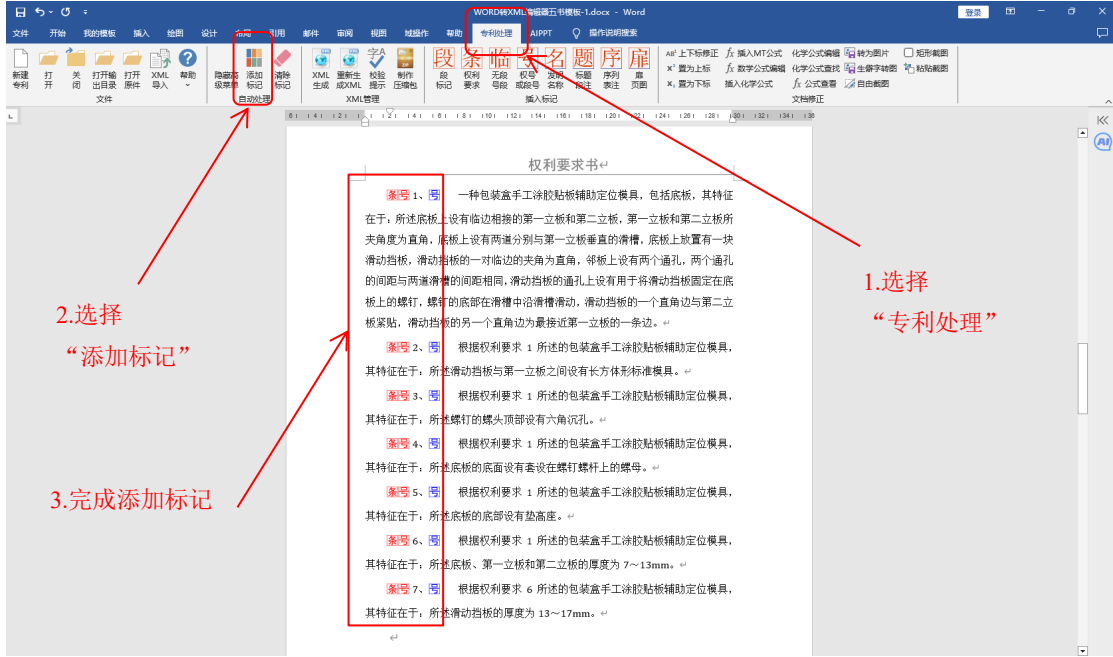 WORD转XML编辑器五书模板-1.docx - Word
登录
文件 开始 我的模板 插入 绘图 设计 布局 引用 邮件 审阅 视图 域操作 帮助 专利处理 AIPPT 操作说明搜索
新建专利 打开 关闭 打开输出目录 打开原件 XML导入 帮助 隐藏高级菜单 添加标记 清除标记 XML生成 重新生成XML 校验提示 制作压缩包
段 条 临 号 名 题 序 扉
段标记 权利要求 无段号段 权号或段号 发明名称 标题段注 序列表注 扉页图
上下标修正 插入MT公式 化学公式编辑 转为图片 矩形截图
置为上标 数学公式编辑 化学公式查找 生僻字转图 粘贴截图
置为下标 插入化学公式 公式查看 自由截图
文件 自动处理 XML管理 插入标记 文档修正
权利要求书
条号 1、号 一种包装盒手工涂胶贴板辅助定位模具，包括底板，其特征
在于：所述底板上设有临边相接的第一立板和第二立板，第一立板和第二立板所
夹角度为直角，底板上设有两道分别与第一立板垂直的滑槽，底板上放置有一块
滑动挡板，滑动挡板的一对临边的夹角为直角，邻板上设有两个通孔，两个通孔
的间距与两道滑槽的间距相同，滑动挡板的通孔上设有用于将滑动挡板固定在底
板上的螺钉，螺钉的底部在滑槽中沿滑槽滑动，滑动挡板的一个直角边与第二立
板紧贴，滑动挡板的另一个直角边为最接近第一立板的一条边。
条号 2、号 根据权利要求 1 所述的包装盒手工涂胶贴板辅助定位模具，
其特征在于：所述滑动挡板与第一立板之间设有长方体形标准模具。
条号 3、号 根据权利要求 1 所述的包装盒手工涂胶贴板辅助定位模具，
其特征在于：所述螺钉的螺头顶部设有六角沉孔。
条号 4、号 根据权利要求 1 所述的包装盒手工涂胶贴板辅助定位模具，
其特征在于：所述底板的底面设有套设在螺钉螺杆上的螺母。
条号 5、号 根据权利要求 1 所述的包装盒手工涂胶贴板辅助定位模具，
其特征在于：所述底板的底部设有垫高座。
条号 6、号 根据权利要求 1 所述的包装盒手工涂胶贴板辅助定位模具，
其特征在于：所述底板、第一立板和第二立板的厚度为 7～13mm。
条号 7、号 根据权利要求 6 所述的包装盒手工涂胶贴板辅助定位模具，
其特征在于：所述滑动挡板的厚度为 13～17mm。
1.选择
“专利处理”
2.选择
“添加标记”
3.完成添加标记